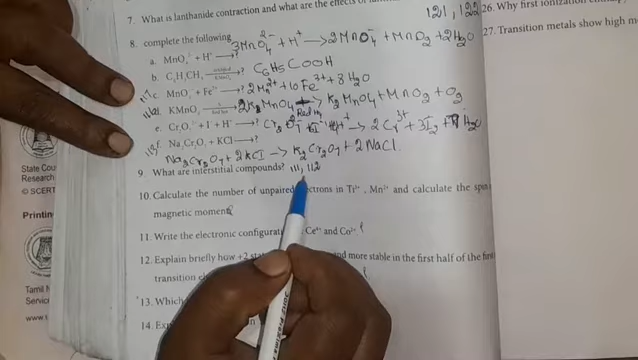 7. What is lanthanide contraction and what are the effects of
121, 122
26. Why first ionization
8. complete the following
3MnO₄²⁻ + H⁺ → 2MnO₄⁻ + MnO₂ + 2H₂O
27. Transition metals show high
a. MnO₄²⁻ + H⁺ → ?
b. C₆H₅CH₃ → ? C₆H₅COOH
c. MnO₄⁻ + Fe²⁺ → ? 2Mn²⁺ + 10Fe³⁺ + 8H₂O
d. KMnO₄ → ? 2K₂MnO₄ → K₂MnO₄ + MnO₂ + O₂
Red hot
e. Cr₂O₇²⁻ + I⁻ + H⁺ → ? → 2Cr³⁺ + 3I₂ + 7H₂O
f. Na₂Cr₂O₇ + KCl → ?
Na₂Cr₂O₇ + 2KCl → K₂Cr₂O₇ + 2NaCl.
9. What are interstitial compounds? 111, 112
10. Calculate the number of unpaired electrons in Ti³⁺, Mn²⁺ and calculate the spin
magnetic moment
11. Write the electronic configuration Ce⁴⁺ and Co²⁺.
12. Explain briefly how +2 more stable in the first half of the first
transition
13. Which
14.
© SCERT
Printing
Tamil N
Servic
www.